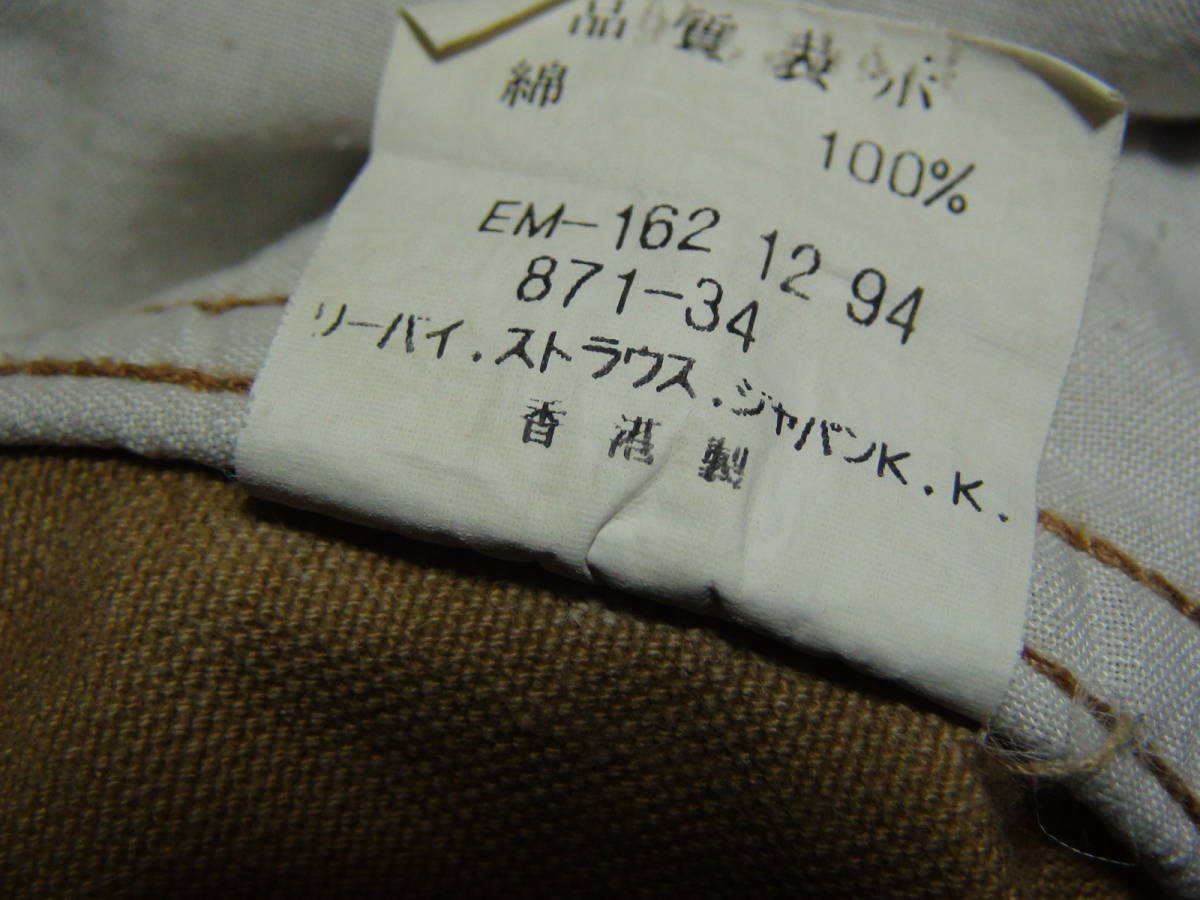 品質表示
綿 100%
EM-162 12 94
871-34
リーバイ.ストラウス.ジャパンK.K.
香港製